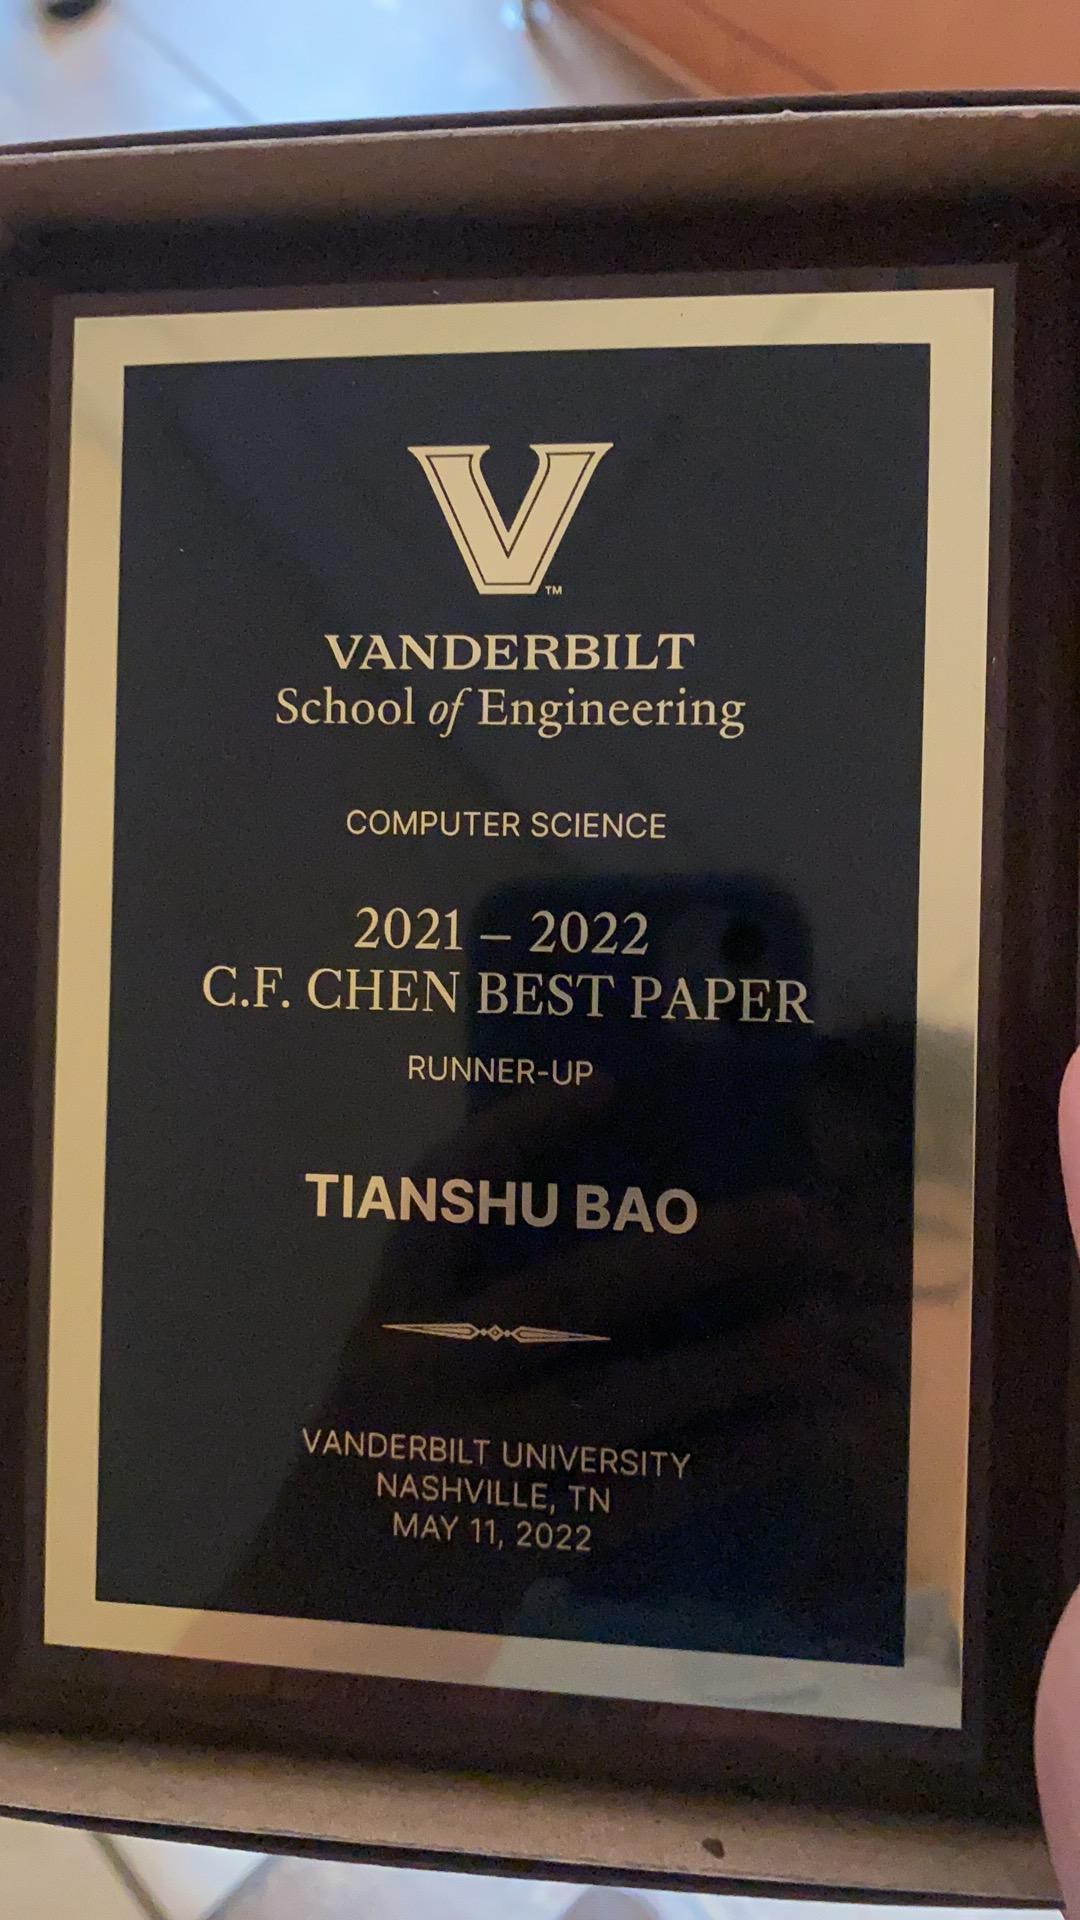 V™
VANDERBILT
School of Engineering
COMPUTER SCIENCE
2021 – 2022
C.F. CHEN BEST PAPER
RUNNER-UP
TIANSHU BAO
VANDERBILT UNIVERSITY
NASHVILLE, TN
MAY 11, 2022